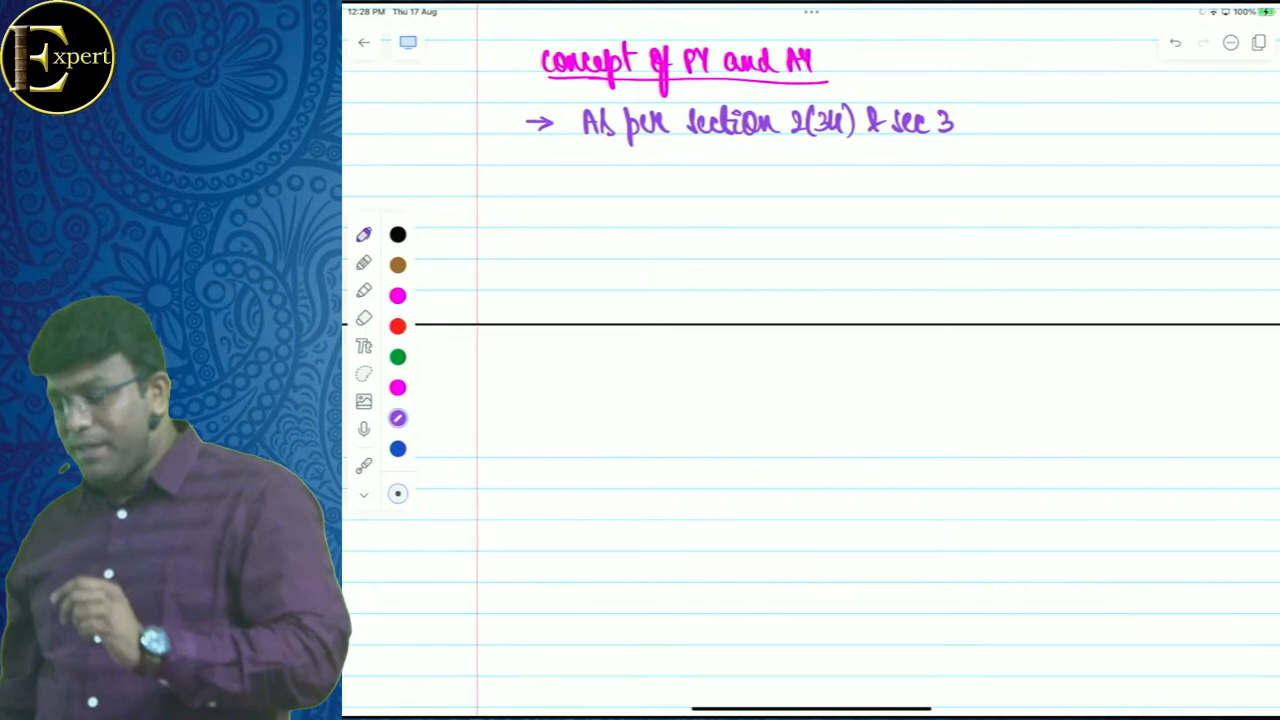 Expert
12:28 PM Thu 17 Aug
100%
concept of PY and AY
→ As per section 2(34) & sec 3
Tt